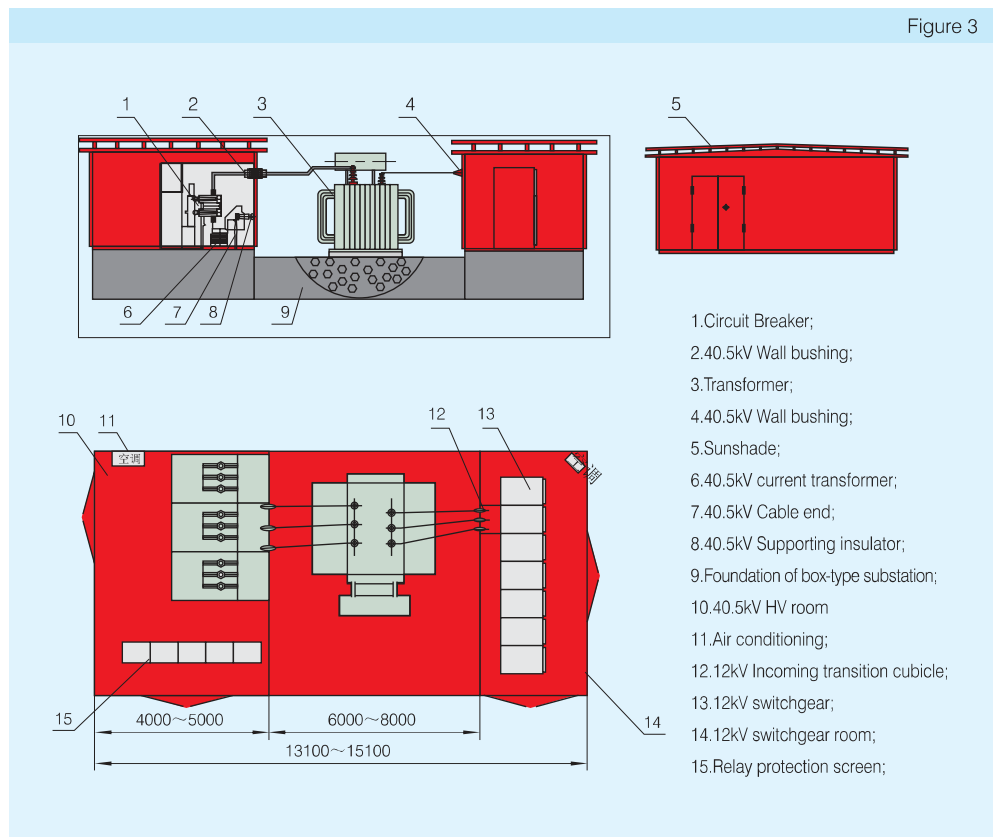 Figure 3
1
2
3
4
5
6
7
8
9
1.Circuit Breaker;
2.40.5kV Wall bushing;
3.Transformer;
4.40.5kV Wall bushing;
5.Sunshade;
6.40.5kV current transformer;
7.40.5kV Cable end;
8.40.5kV Supporting insulator;
9.Foundation of box-type substation;
10.40.5kV HV room
11.Air conditioning;
12.12kV Incoming transition cubicle;
13.12kV switchgear;
14.12kV switchgear room;
15.Relay protection screen;
10
11
12
13
空调
空调
15
14
4000～5000
6000～8000
13100～15100